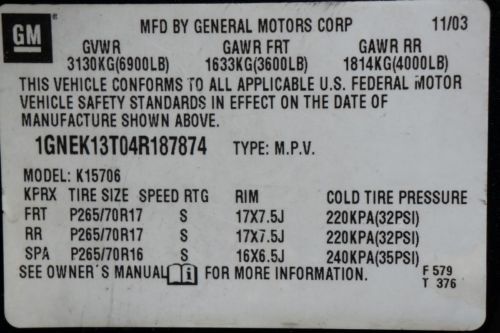 GM
MFD BY GENERAL MOTORS CORP 11/03
GVWR GAWR FRT GAWR RR
3130KG(6900LB) 1633KG(3600LB) 1814KG(4000LB)
THIS VEHICLE CONFORMS TO ALL APPLICABLE U.S. FEDERAL MOTOR
VEHICLE SAFETY STANDARDS IN EFFECT ON THE DATE OF
MANUFACTURE SHOWN ABOVE.
1GNEK13T04R187874 TYPE: M.P.V.
MODEL: K15706
KPRX TIRE SIZE SPEED RTG RIM COLD TIRE PRESSURE
FRT P265/70R17 S 17X7.5J 220KPA(32PSI)
RR P265/70R17 S 17X7.5J 220KPA(32PSI)
SPA P265/70R16 S 16X6.5J 240KPA(35PSI)
SEE OWNER'S MANUAL FOR MORE INFORMATION. F 579
T 376